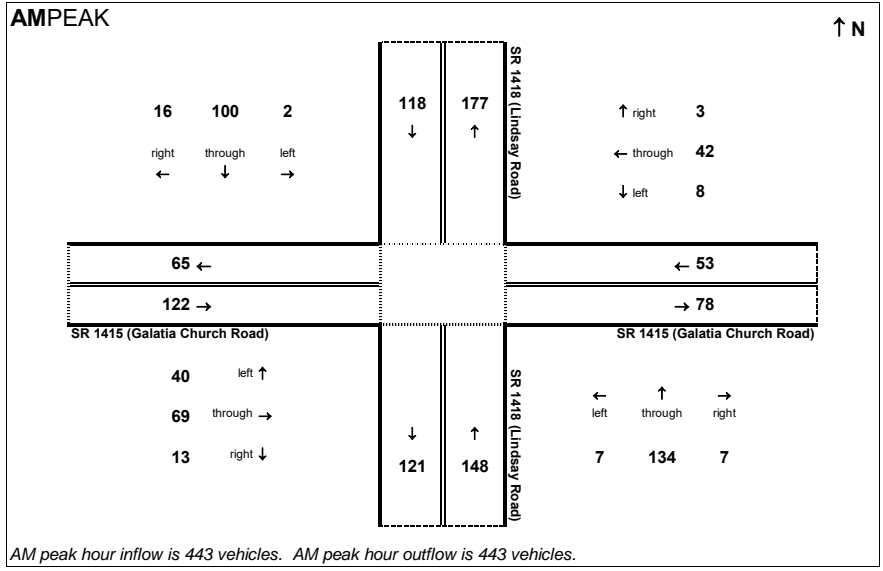 AMPEAK
↑ N
SR 1418 (Lindsay Road)
118 177
↓ ↑
16 100 2
right through left
← ↓ →
↑ right 3
← through 42
↓ left 8
65 ←
← 53
122 →
→ 78
SR 1415 (Galatia Church Road)
SR 1415 (Galatia Church Road)
40 left ↑
69 through →
13 right ↓
↓ ↑
121 148
SR 1418 (Lindsay Road)
← ↑ →
left through right
7 134 7
AM peak hour inflow is 443 vehicles. AM peak hour outflow is 443 vehicles.